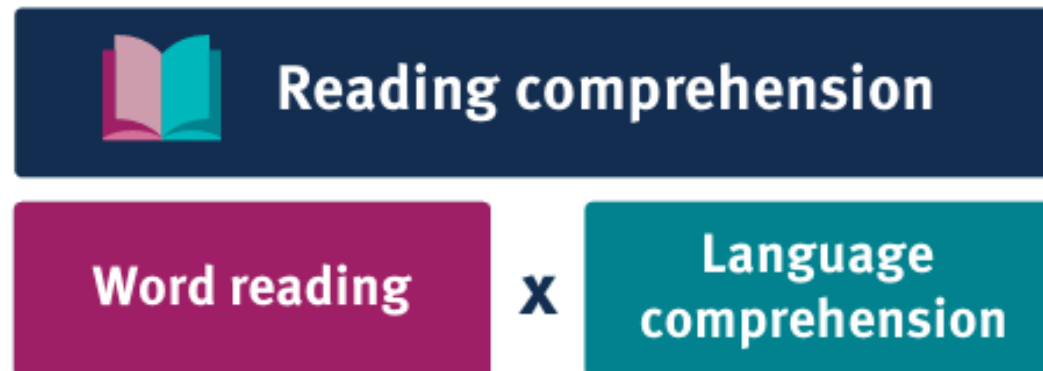 Reading comprehension
Word reading
x
Language
comprehension